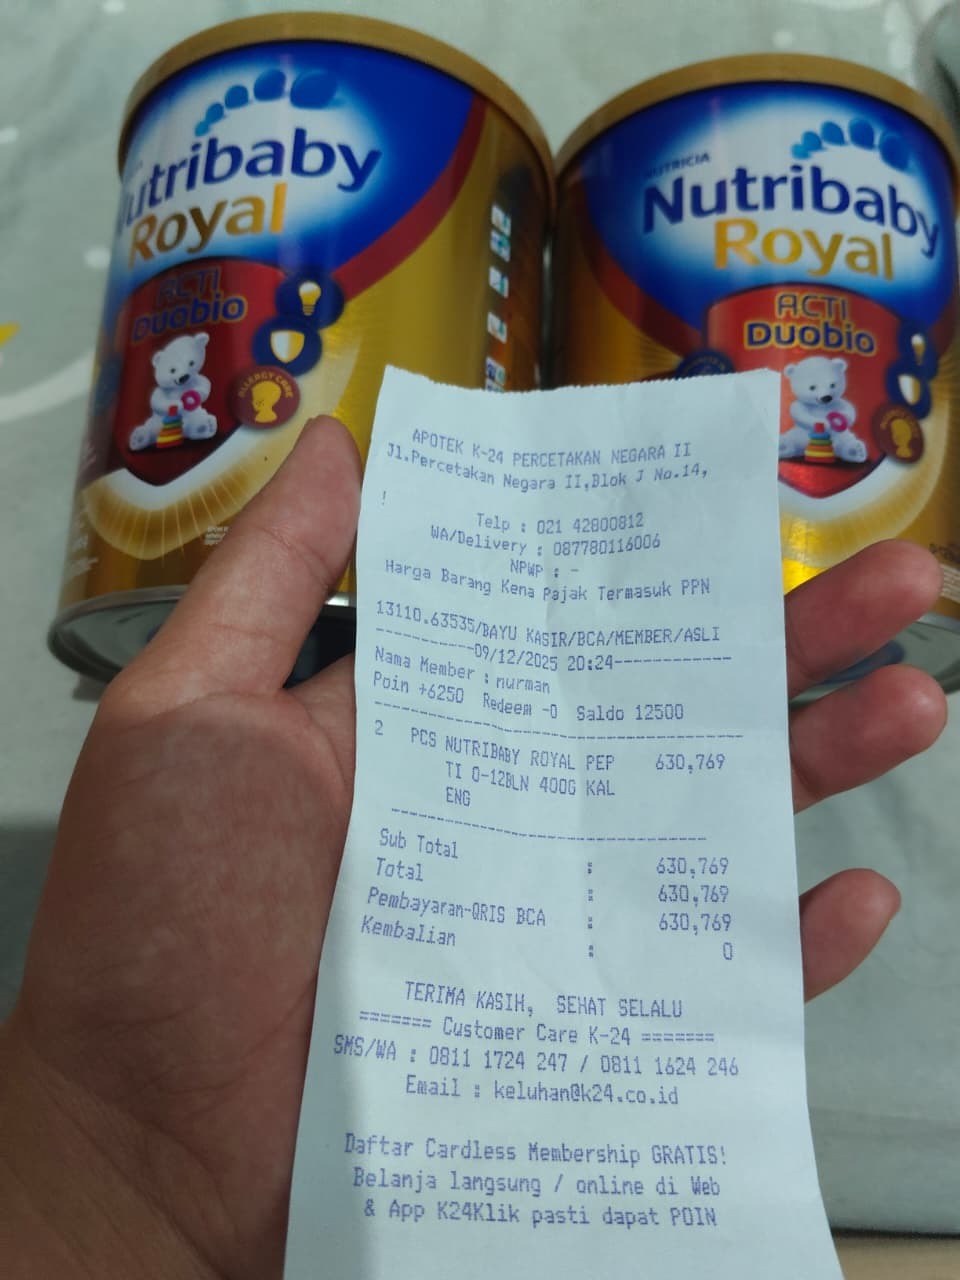 Nutribaby
Royal
ACTI
DUOBIO
ALLERGY CARE
NUTRICIA
Nutribaby
Royal
ACTI
DUOBIO
APOTEK K-24 PERCETAKAN NEGARA II
Jl.Percetakan Negara II,Blok J No.14,
!
Telp : 021 42800812
WA/Delivery : 087780116006
NPWP : -
Harga Barang Kena Pajak Termasuk PPN
13110.63535/BAYU KASIR/BCA/MEMBER/ASLI
-----------09/12/2025 20:24-------------
Nama Member : nurman
Poin +6250 Redeem -0 Saldo 12500
2 PCS NUTRIBABY ROYAL PEP 630,769
TI 0-12BLN 400G KAL
ENG
Sub Total : 630,769
Total : 630,769
Pembayaran-QRIS BCA : 630,769
Kembalian : 0
TERIMA KASIH, SEHAT SELALU
======= Customer Care K-24 =======
SMS/WA : 0811 1724 247 / 0811 1624 246
Email : keluhan@k24.co.id
Daftar Cardless Membership GRATIS!
Belanja langsung / online di Web
& App K24Klik pasti dapat POIN